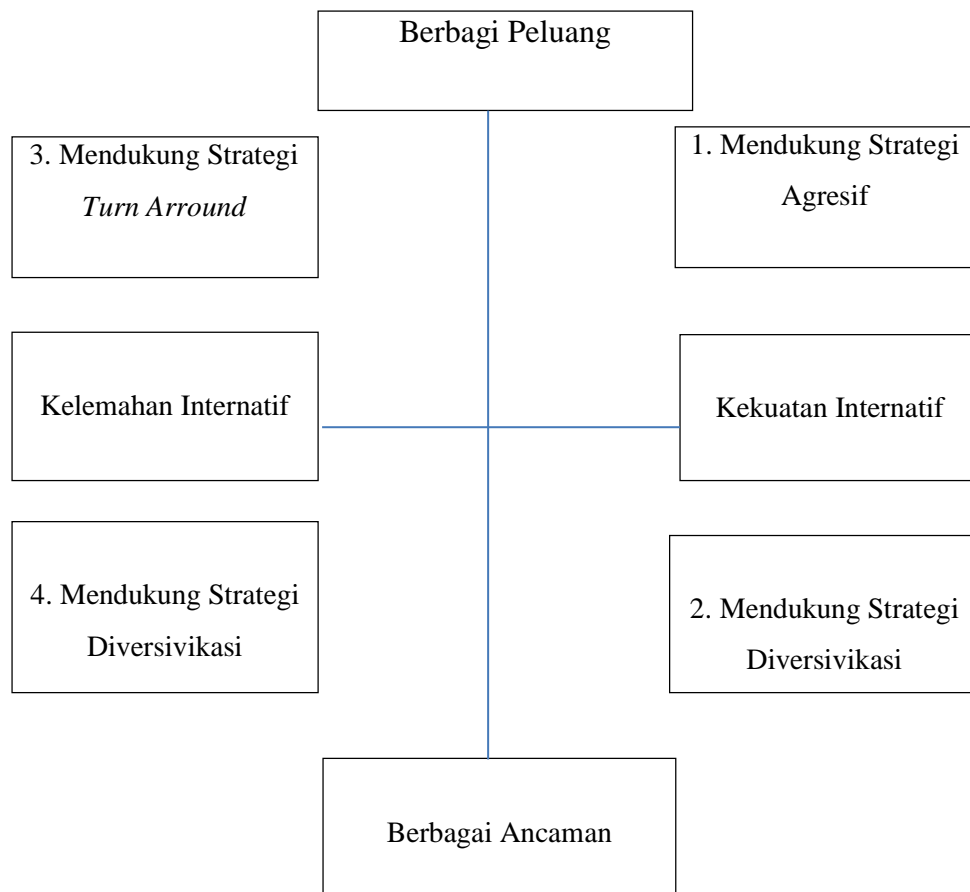 Berbagi Peluang
3. Mendukung Strategi
Turn Arround
1. Mendukung Strategi
Agresif
Kelemahan Internatif
Kekuatan Internatif
4. Mendukung Strategi
Diversivikasi
2. Mendukung Strategi
Diversivikasi
Berbagai Ancaman